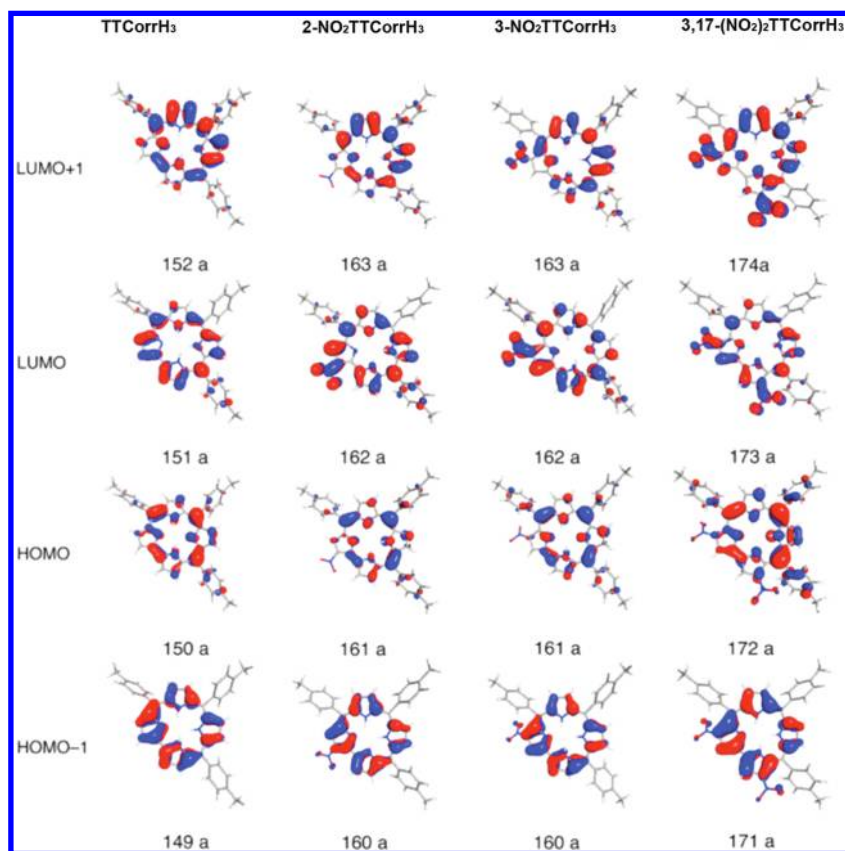 TTCorrH₃ 2-NO₂TTCorrH₃ 3-NO₂TTCorrH₃ 3,17-(NO₂)₂TTCorrH₃
LUMO+1
152 a 163 a 163 a 174a
LUMO
151 a 162 a 162 a 173 a
HOMO
150 a 161 a 161 a 172 a
HOMO−1
149 a 160 a 160 a 171 a